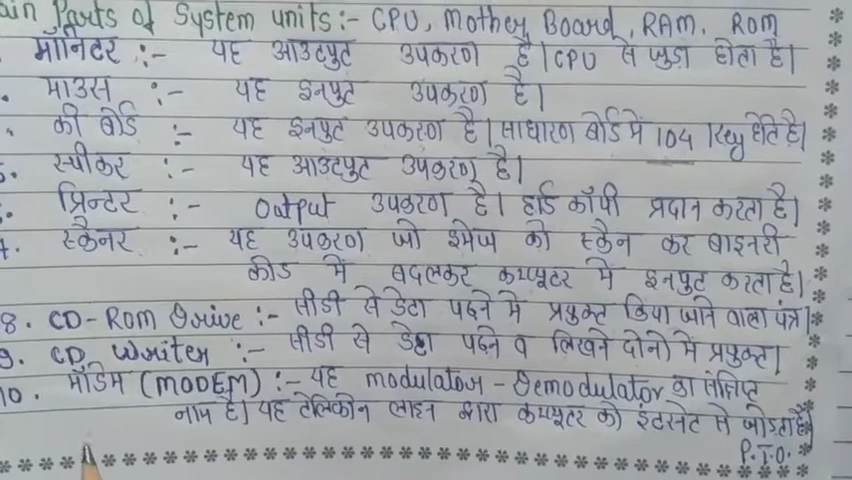 ain Parts of System units:- CPU, Mother Board, RAM, ROM
मॉनिटर :- यह आउटपुट उपकरण है। CPU से जुड़ा होता है।
माउस :- यह इनपुट उपकरण है।
की बोर्ड :- यह इनपुट उपकरण है। साधारण बोर्ड में 104 Key होते है।
स्पीकर :- यह आउटपुट उपकरण है।
प्रिन्टर :- Output उपकरण है। हार्ड कॉपी प्रदान करता है।
7. स्कैनर :- यह उपकरण जो इमेज को स्कैन कर बाइनरी
कोड में बदलकर कम्प्यूटर में इनपुट करता है।
8. CD-ROM Drive :- सीडी से डेटा पढ़ने में प्रयुक्त किया जाने वाला यंत्र।
9. CD Writer :- सीडी से डेटा पढ़ने व लिखने दोनो में प्रयुक्त।
10. मॉडेम (MODEM) :- यह Modulator - Demodulator का संक्षिप्त
नाम है। यह टेलिफोन लाइन द्वारा कम्प्यूटर को इंटरनेट से जोड़ता है।
P.T.O.